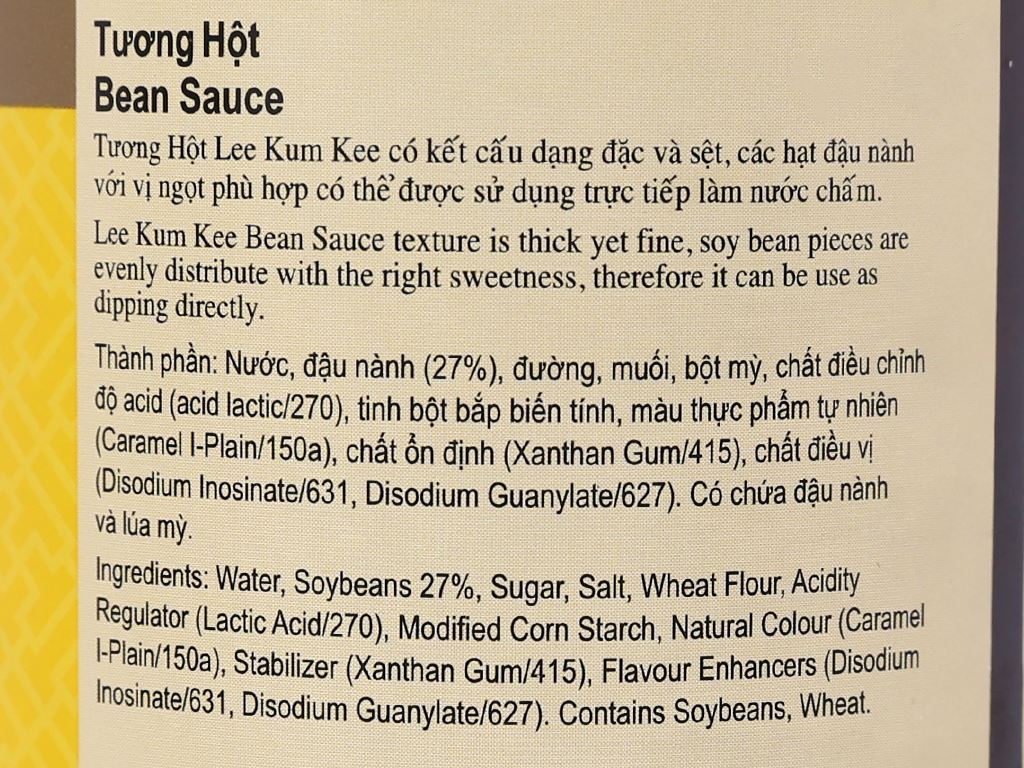 Tương Hột
Bean Sauce
Tương Hột Lee Kum Kee có kết cấu dạng đặc và sệt, các hạt đậu nành
với vị ngọt phù hợp có thể được sử dụng trực tiếp làm nước chấm.
Lee Kum Kee Bean Sauce texture is thick yet fine, soy bean pieces are
evenly distribute with the right sweetness, therefore it can be use as
dipping directly.
Thành phần: Nước, đậu nành (27%), đường, muối, bột mỳ, chất điều chỉnh
độ acid (acid lactic/270), tinh bột bắp biến tính, màu thực phẩm tự nhiên
(Caramel I-Plain/150a), chất ổn định (Xanthan Gum/415), chất điều vị
(Disodium Inosinate/631, Disodium Guanylate/627). Có chứa đậu nành
và lúa mỳ.
Ingredients: Water, Soybeans 27%, Sugar, Salt, Wheat Flour, Acidity
Regulator (Lactic Acid/270), Modified Corn Starch, Natural Colour (Caramel
I-Plain/150a), Stabilizer (Xanthan Gum/415), Flavour Enhancers (Disodium
Inosinate/631, Disodium Guanylate/627). Contains Soybeans, Wheat.